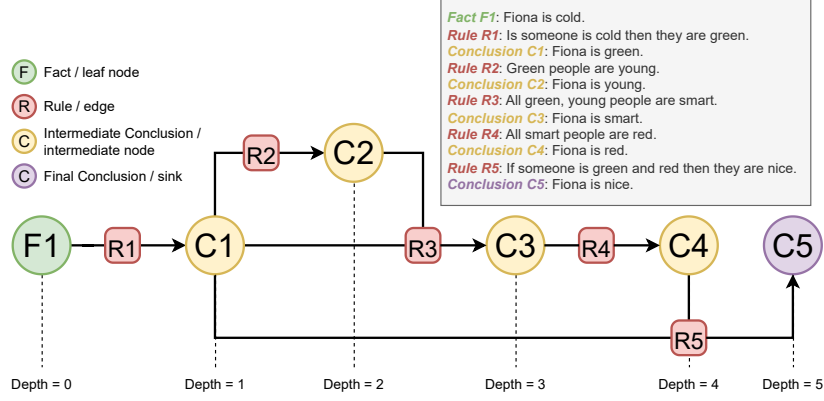 Fact F1: Fiona is cold.
Rule R1: Is someone is cold then they are green.
Conclusion C1: Fiona is green.
Rule R2: Green people are young.
Conclusion C2: Fiona is young.
Rule R3: All green, young people are smart.
Conclusion C3: Fiona is smart.
Rule R4: All smart people are red.
Conclusion C4: Fiona is red.
Rule R5: If someone is green and red then they are nice.
Conclusion C5: Fiona is nice.
F Fact / leaf node
R Rule / edge
C Intermediate Conclusion /
intermediate node
C Final Conclusion / sink
R2
C2
F1
R1
C1
R3
C3
R4
C4
C5
R5
Depth = 0
Depth = 1
Depth = 2
Depth = 3
Depth = 4
Depth = 5